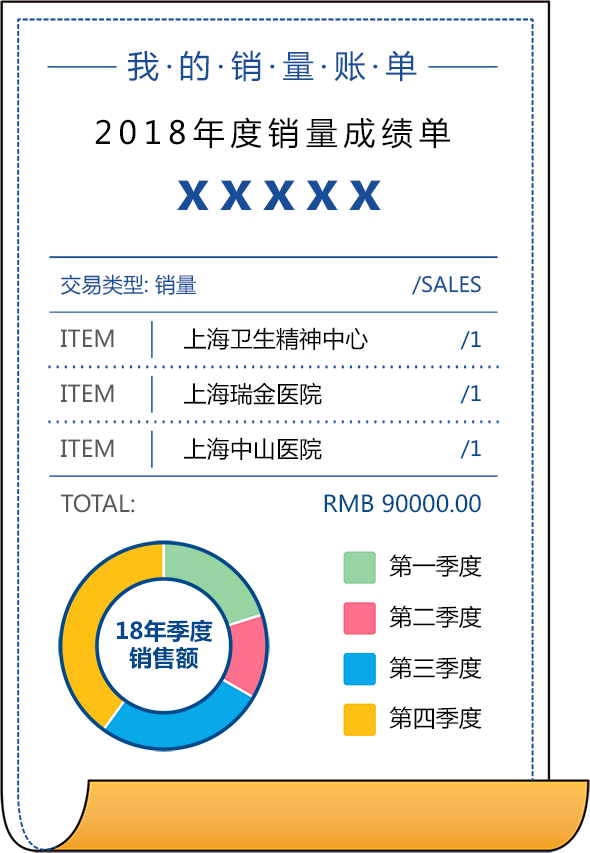 我·的·销·量·账·单
2018年度销量成绩单
XXXXX
交易类型: 销量 /SALES
ITEM 上海卫生精神中心 /1
ITEM 上海瑞金医院 /1
ITEM 上海中山医院 /1
TOTAL: RMB 90000.00
18年季度
销售额
第一季度
第二季度
第三季度
第四季度